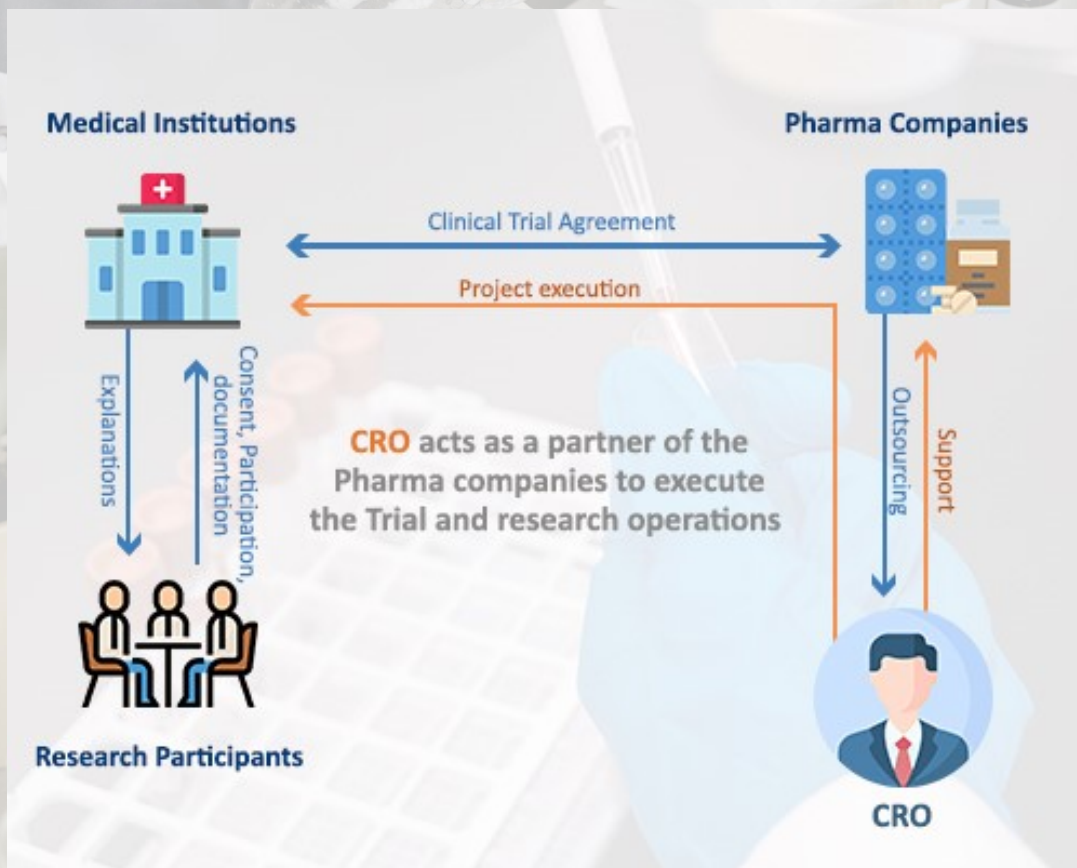 Medical Institutions
Pharma Companies
Clinical Trial Agreement
Project execution
Explanations
Consent, Participation,
documentation
CRO acts as a partner of the
Pharma companies to execute
the Trial and research operations
Outsourcing
Support
Research Participants
CRO